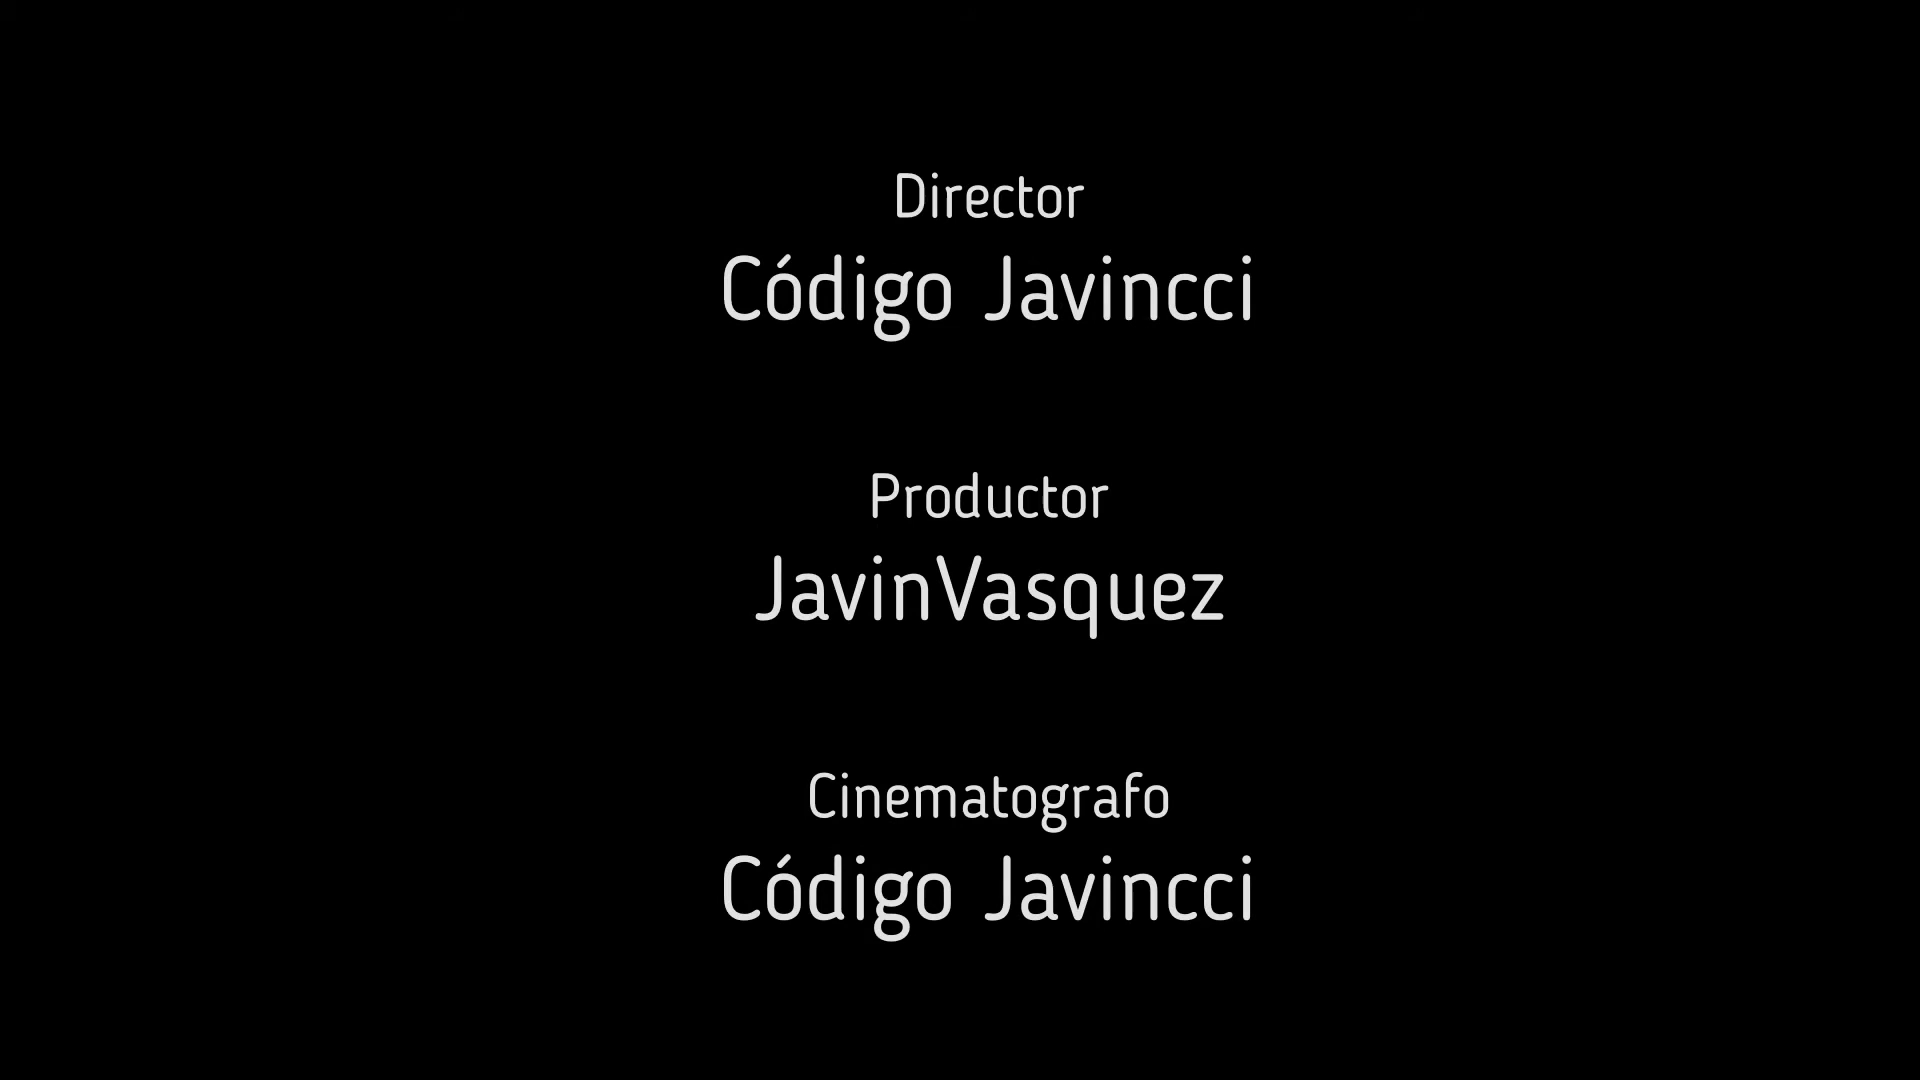 Director
Código Javincci
Productor
JavinVasquez
Cinematografo
Código Javincci